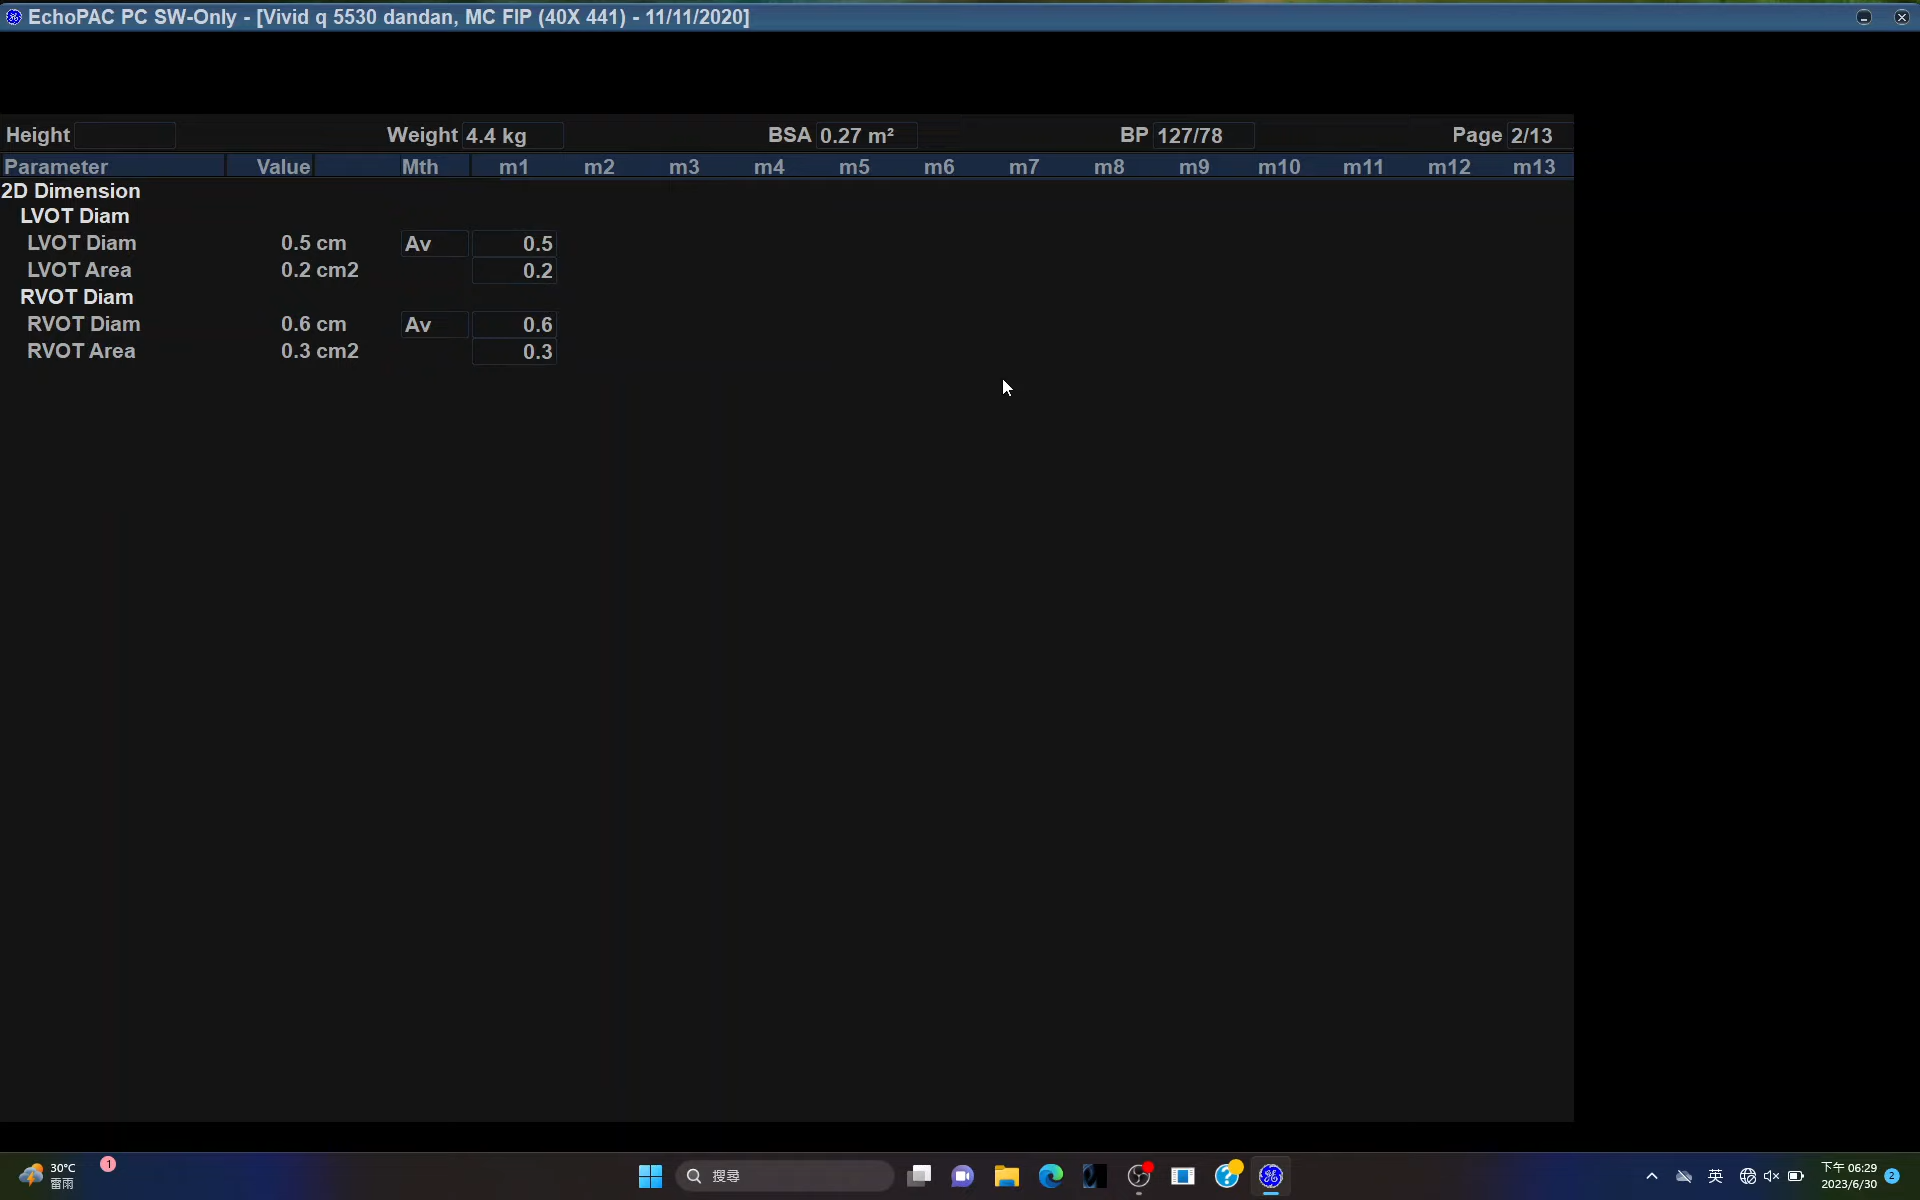 EchoPAC PC SW-Only - [Vivid q 5530 dandan, MC FIP (40X 441) - 11/11/2020]
Height Weight 4.4 kg BSA 0.27 m² BP 127/78 Page 2/13
Parameter Value Mth m1 m2 m3 m4 m5 m6 m7 m8 m9 m10 m11 m12 m13
2D Dimension
LVOT Diam
LVOT Diam 0.5 cm Av 0.5
LVOT Area 0.2 cm2 0.2
RVOT Diam
RVOT Diam 0.6 cm Av 0.6
RVOT Area 0.3 cm2 0.3
30°C
雷雨
1
搜尋
英
下午 06:29
2023/6/30
2